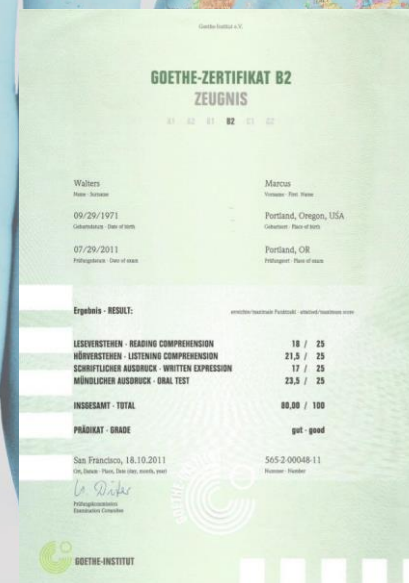 Goethe-Institut e.V.
GOETHE-ZERTIFIKAT B2
ZEUGNIS
A1 A2 B1 B2 C1 C2
Walters
Name · Surname
Marcus
Vorname · First Name
09/29/1971
Geburtsdatum · Date of birth
Portland, Oregon, USA
Geburtsort · Place of birth
07/29/2011
Prüfungsdatum · Date of exam
Portland, OR
Prüfungsort · Place of exam
Ergebnis · RESULT:
erreichte/maximale Punktzahl · attained/maximum score
LESEVERSTEHEN · READING COMPREHENSION 18 / 25
HÖRVERSTEHEN · LISTENING COMPREHENSION 21,5 / 25
SCHRIFTLICHER AUSDRUCK · WRITTEN EXPRESSION 17 / 25
MÜNDLICHER AUSDRUCK · ORAL TEST 23,5 / 25
INSGESAMT · TOTAL 80,00 / 100
PRÄDIKAT · GRADE gut · good
San Francisco, 18.10.2011
Ort, Datum · Place, Date (day, month, year)
565-2-00048-11
Nummer · Number
Prüfungskommission
Examination Committee
GOETHE-INSTITUT